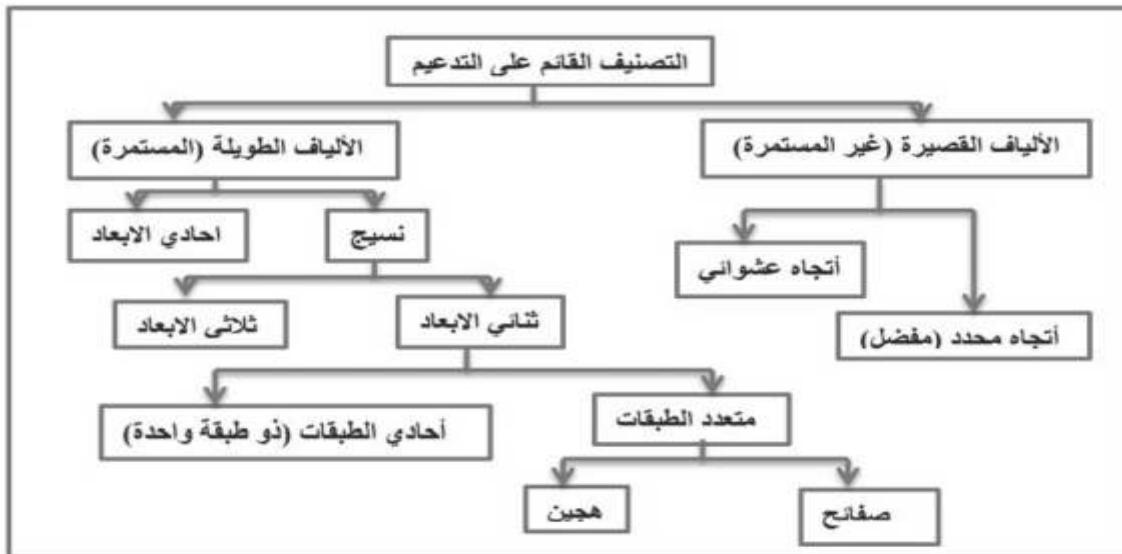 التصنيف القائم على التدعيم
الألياف القصيرة (غير المستمرة)
الألياف الطويلة (المستمرة)
نسيج
احادي الابعاد
أتجاه عشوائي
ثنائي الابعاد
ثلاثى الابعاد
أتجاه محدد (مفضل)
متعدد الطبقات
أحادي الطبقات (ذو طبقة واحدة)
صفائح
هجين